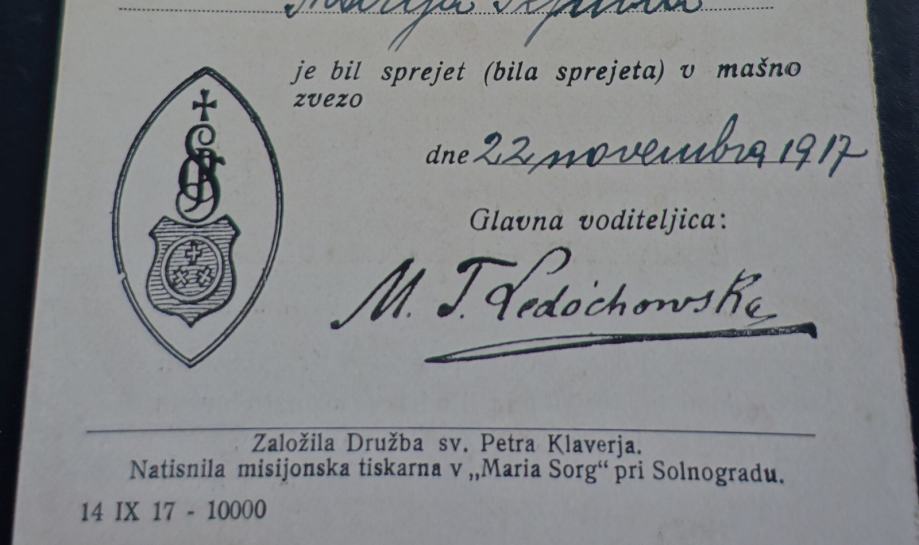 Marija
je bil sprejet (bila sprejeta) v mašno
zvezo
dne 22 novembra 1917
Glavna voditeljica:
M. T. Ledóchowska
Založila Družba sv. Petra Klaverja.
Natisnila misijonska tiskarna v „Maria Sorg“ pri Solnogradu.
14 IX 17 - 10000